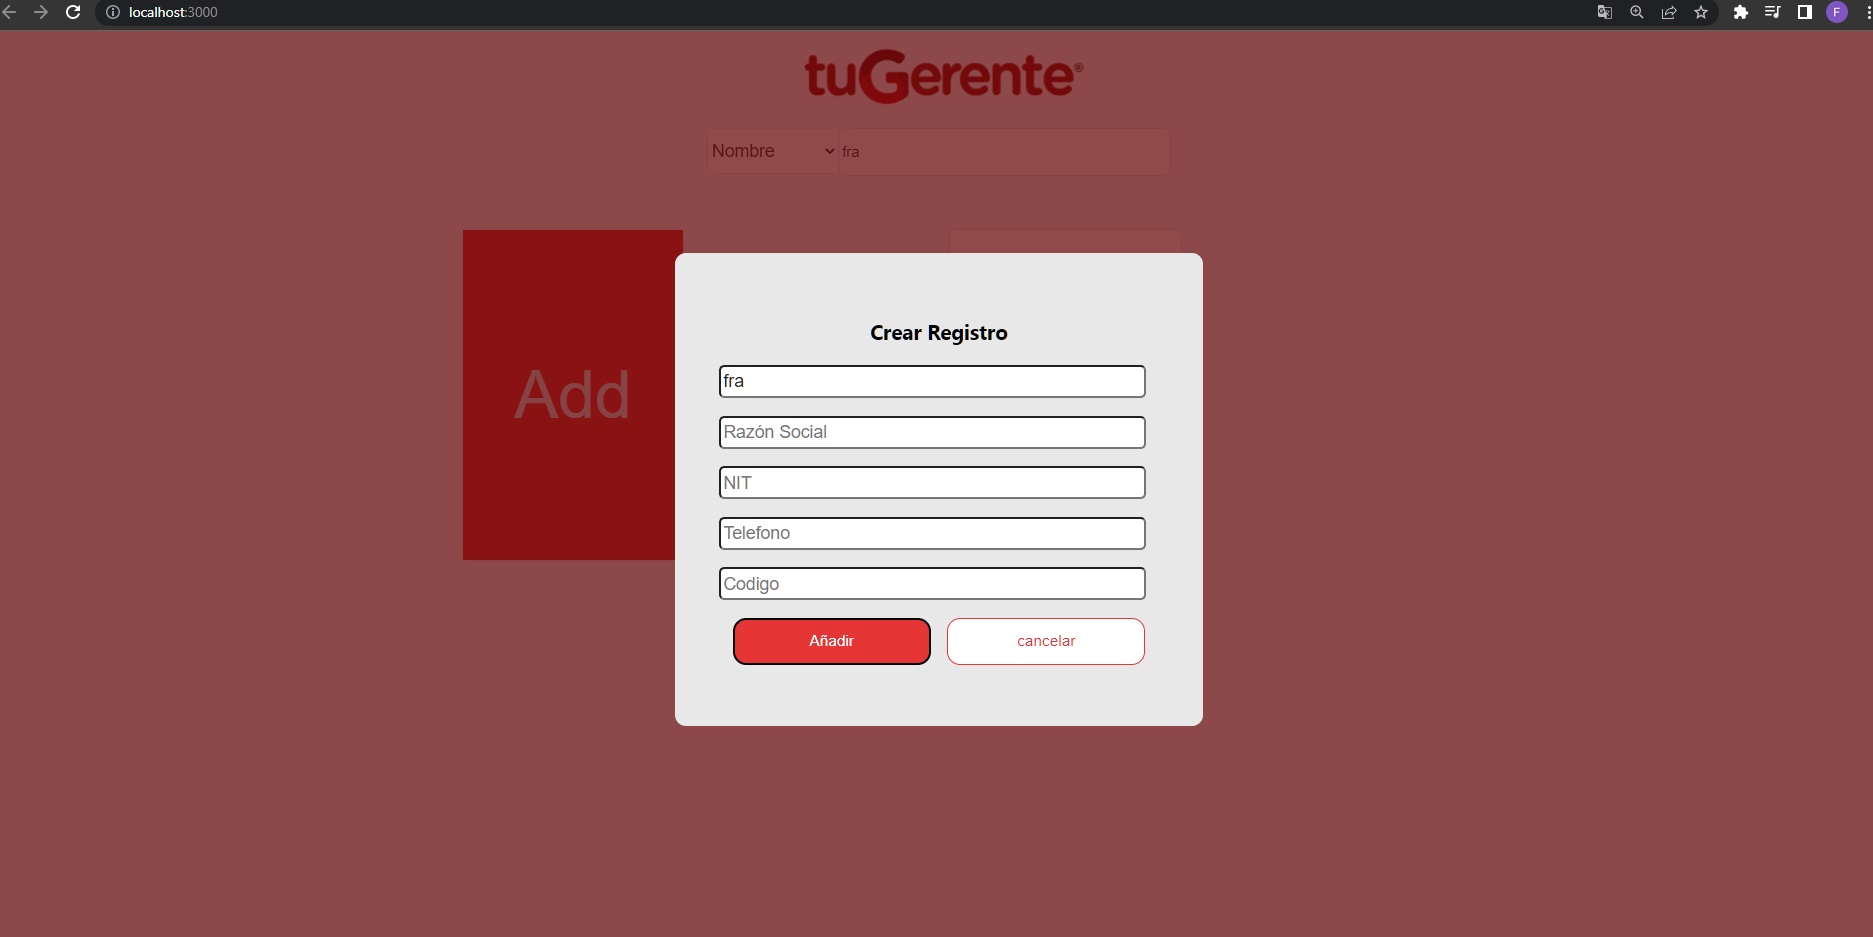 localhost:3000
F
tuGerente®
Nombre
fra
Add
Crear Registro
fra
Razón Social
NIT
Telefono
Codigo
Añadir
cancelar